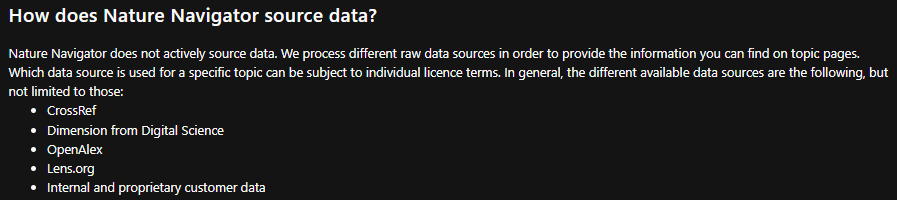 How does Nature Navigator source data?
Nature Navigator does not actively source data. We process different raw data sources in order to provide the information you can find on topic pages.
Which data source is used for a specific topic can be subject to individual licence terms. In general, the different available data sources are the following, but
not limited to those:
• CrossRef
• Dimension from Digital Science
• OpenAlex
• Lens.org
• Internal and proprietary customer data